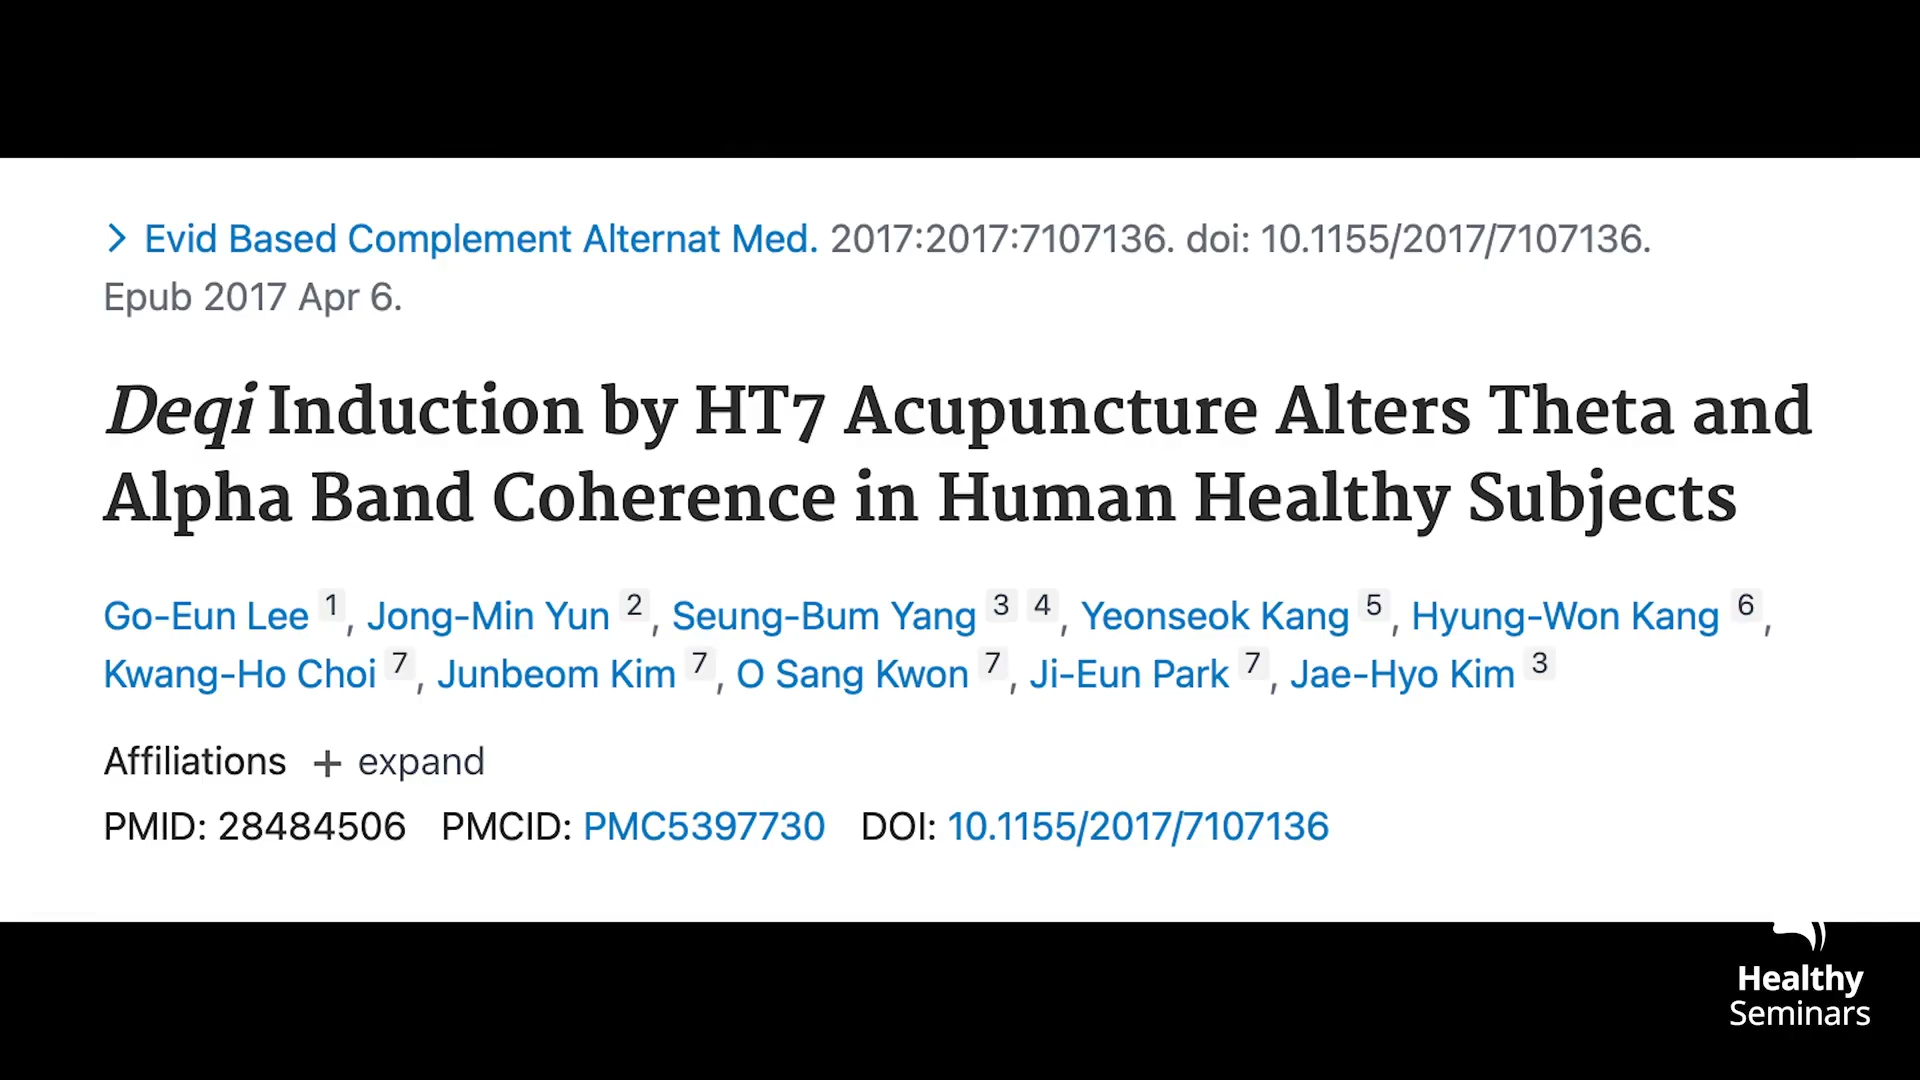 > Evid Based Complement Alternat Med. 2017:2017:7107136. doi: 10.1155/2017/7107136.
Epub 2017 Apr 6.
Deqi Induction by HT7 Acupuncture Alters Theta and
Alpha Band Coherence in Human Healthy Subjects
Go-Eun Lee 1, Jong-Min Yun 2, Seung-Bum Yang 3 4, Yeonseok Kang 5, Hyung-Won Kang 6,
Kwang-Ho Choi 7, Junbeom Kim 7, O Sang Kwon 7, Ji-Eun Park 7, Jae-Hyo Kim 3
Affiliations + expand
PMID: 28484506 PMCID: PMC5397730 DOI: 10.1155/2017/7107136
Healthy
Seminars